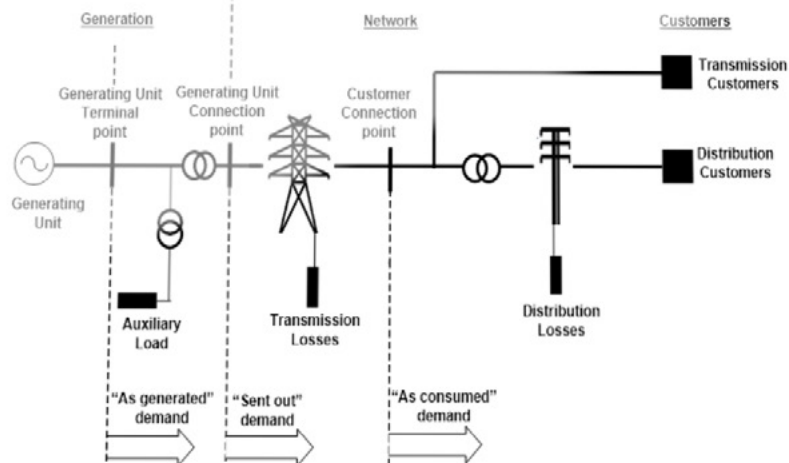 Generation
Network
Customers
Generating Unit
Terminal
point
Generating Unit
Connection
point
Customer
Connection
point
Transmission
Customers
Distribution
Customers
Generating
Unit
Auxiliary
Load
Transmission
Losses
Distribution
Losses
"As generated"
demand
"Sent out"
demand
"As consumed"
demand